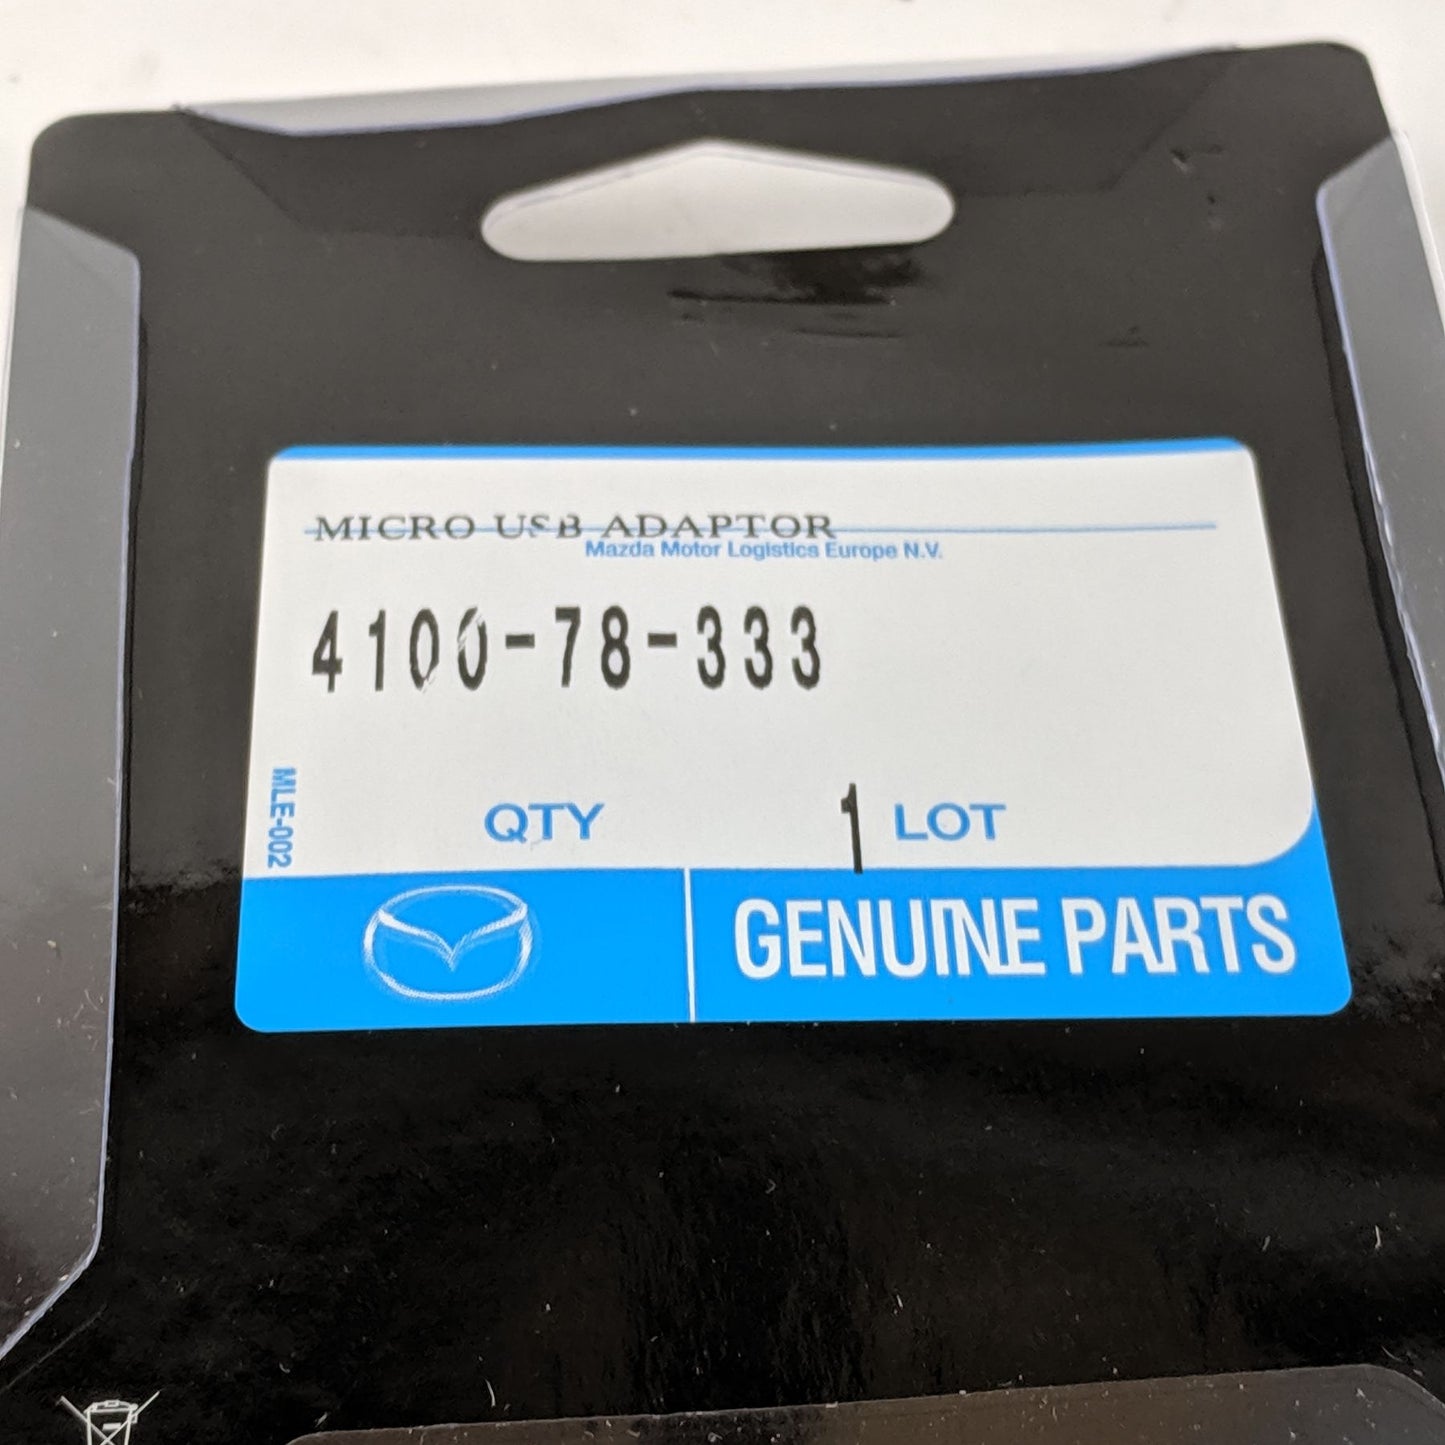 MICRO USB ADAPTOR
Mazda Motor Logistics Europe N.V.
4100-78-333
MLE-002
QTY 1 LOT
GENUINE PARTS